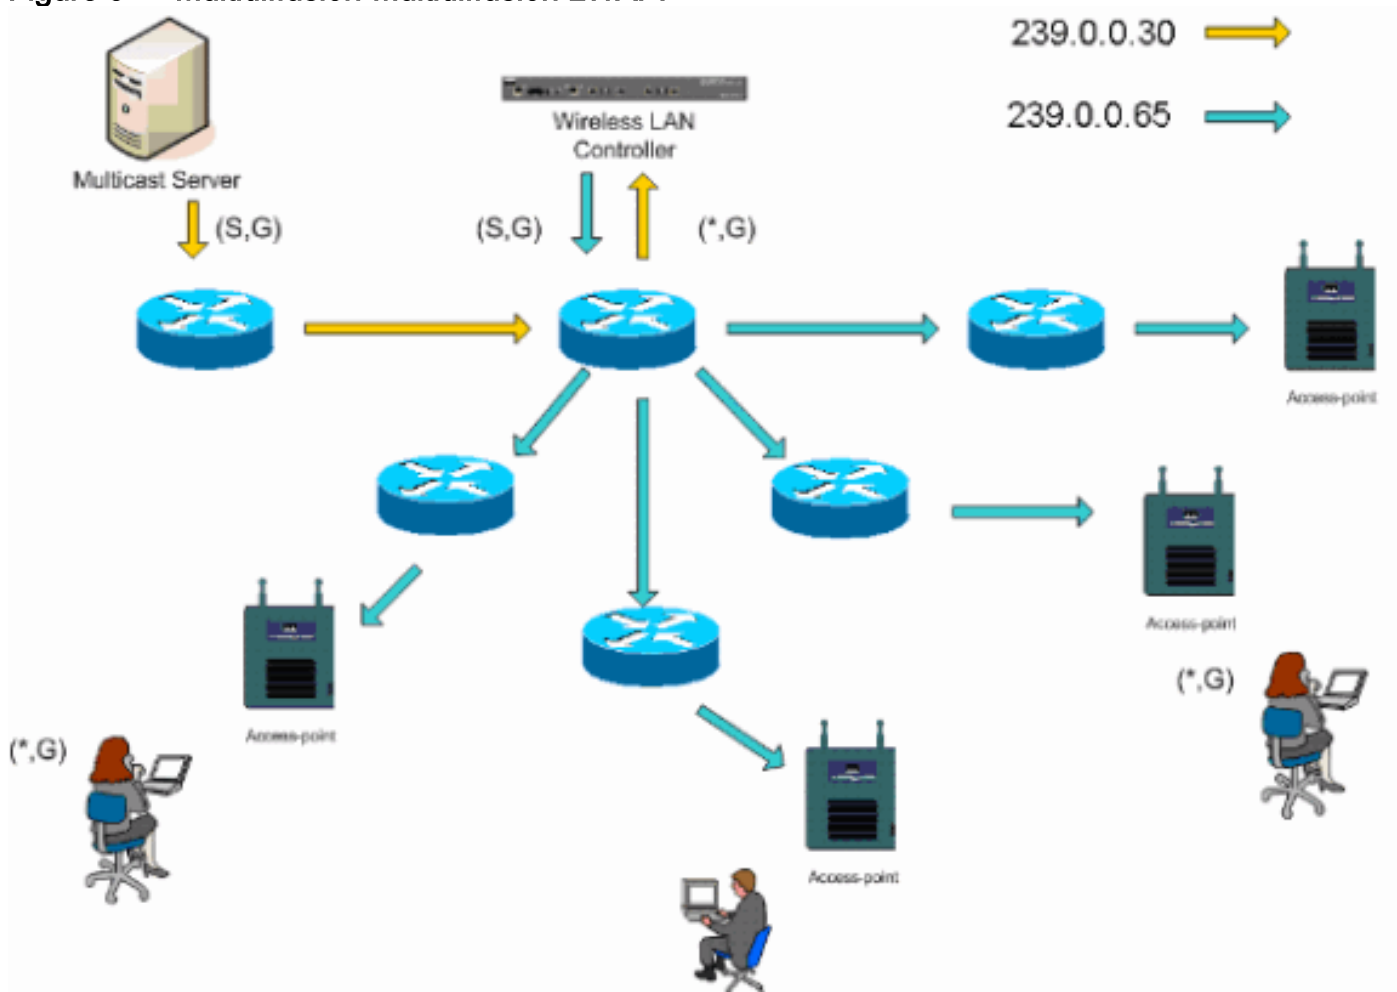 239.0.0.30
239.0.0.65
Wireless LAN
Controller
Multicast Server
(S,G)
(S,G)
(*,G)
Access-point
Access-point
(*,G)
Access-point
(*,G)
Access-point